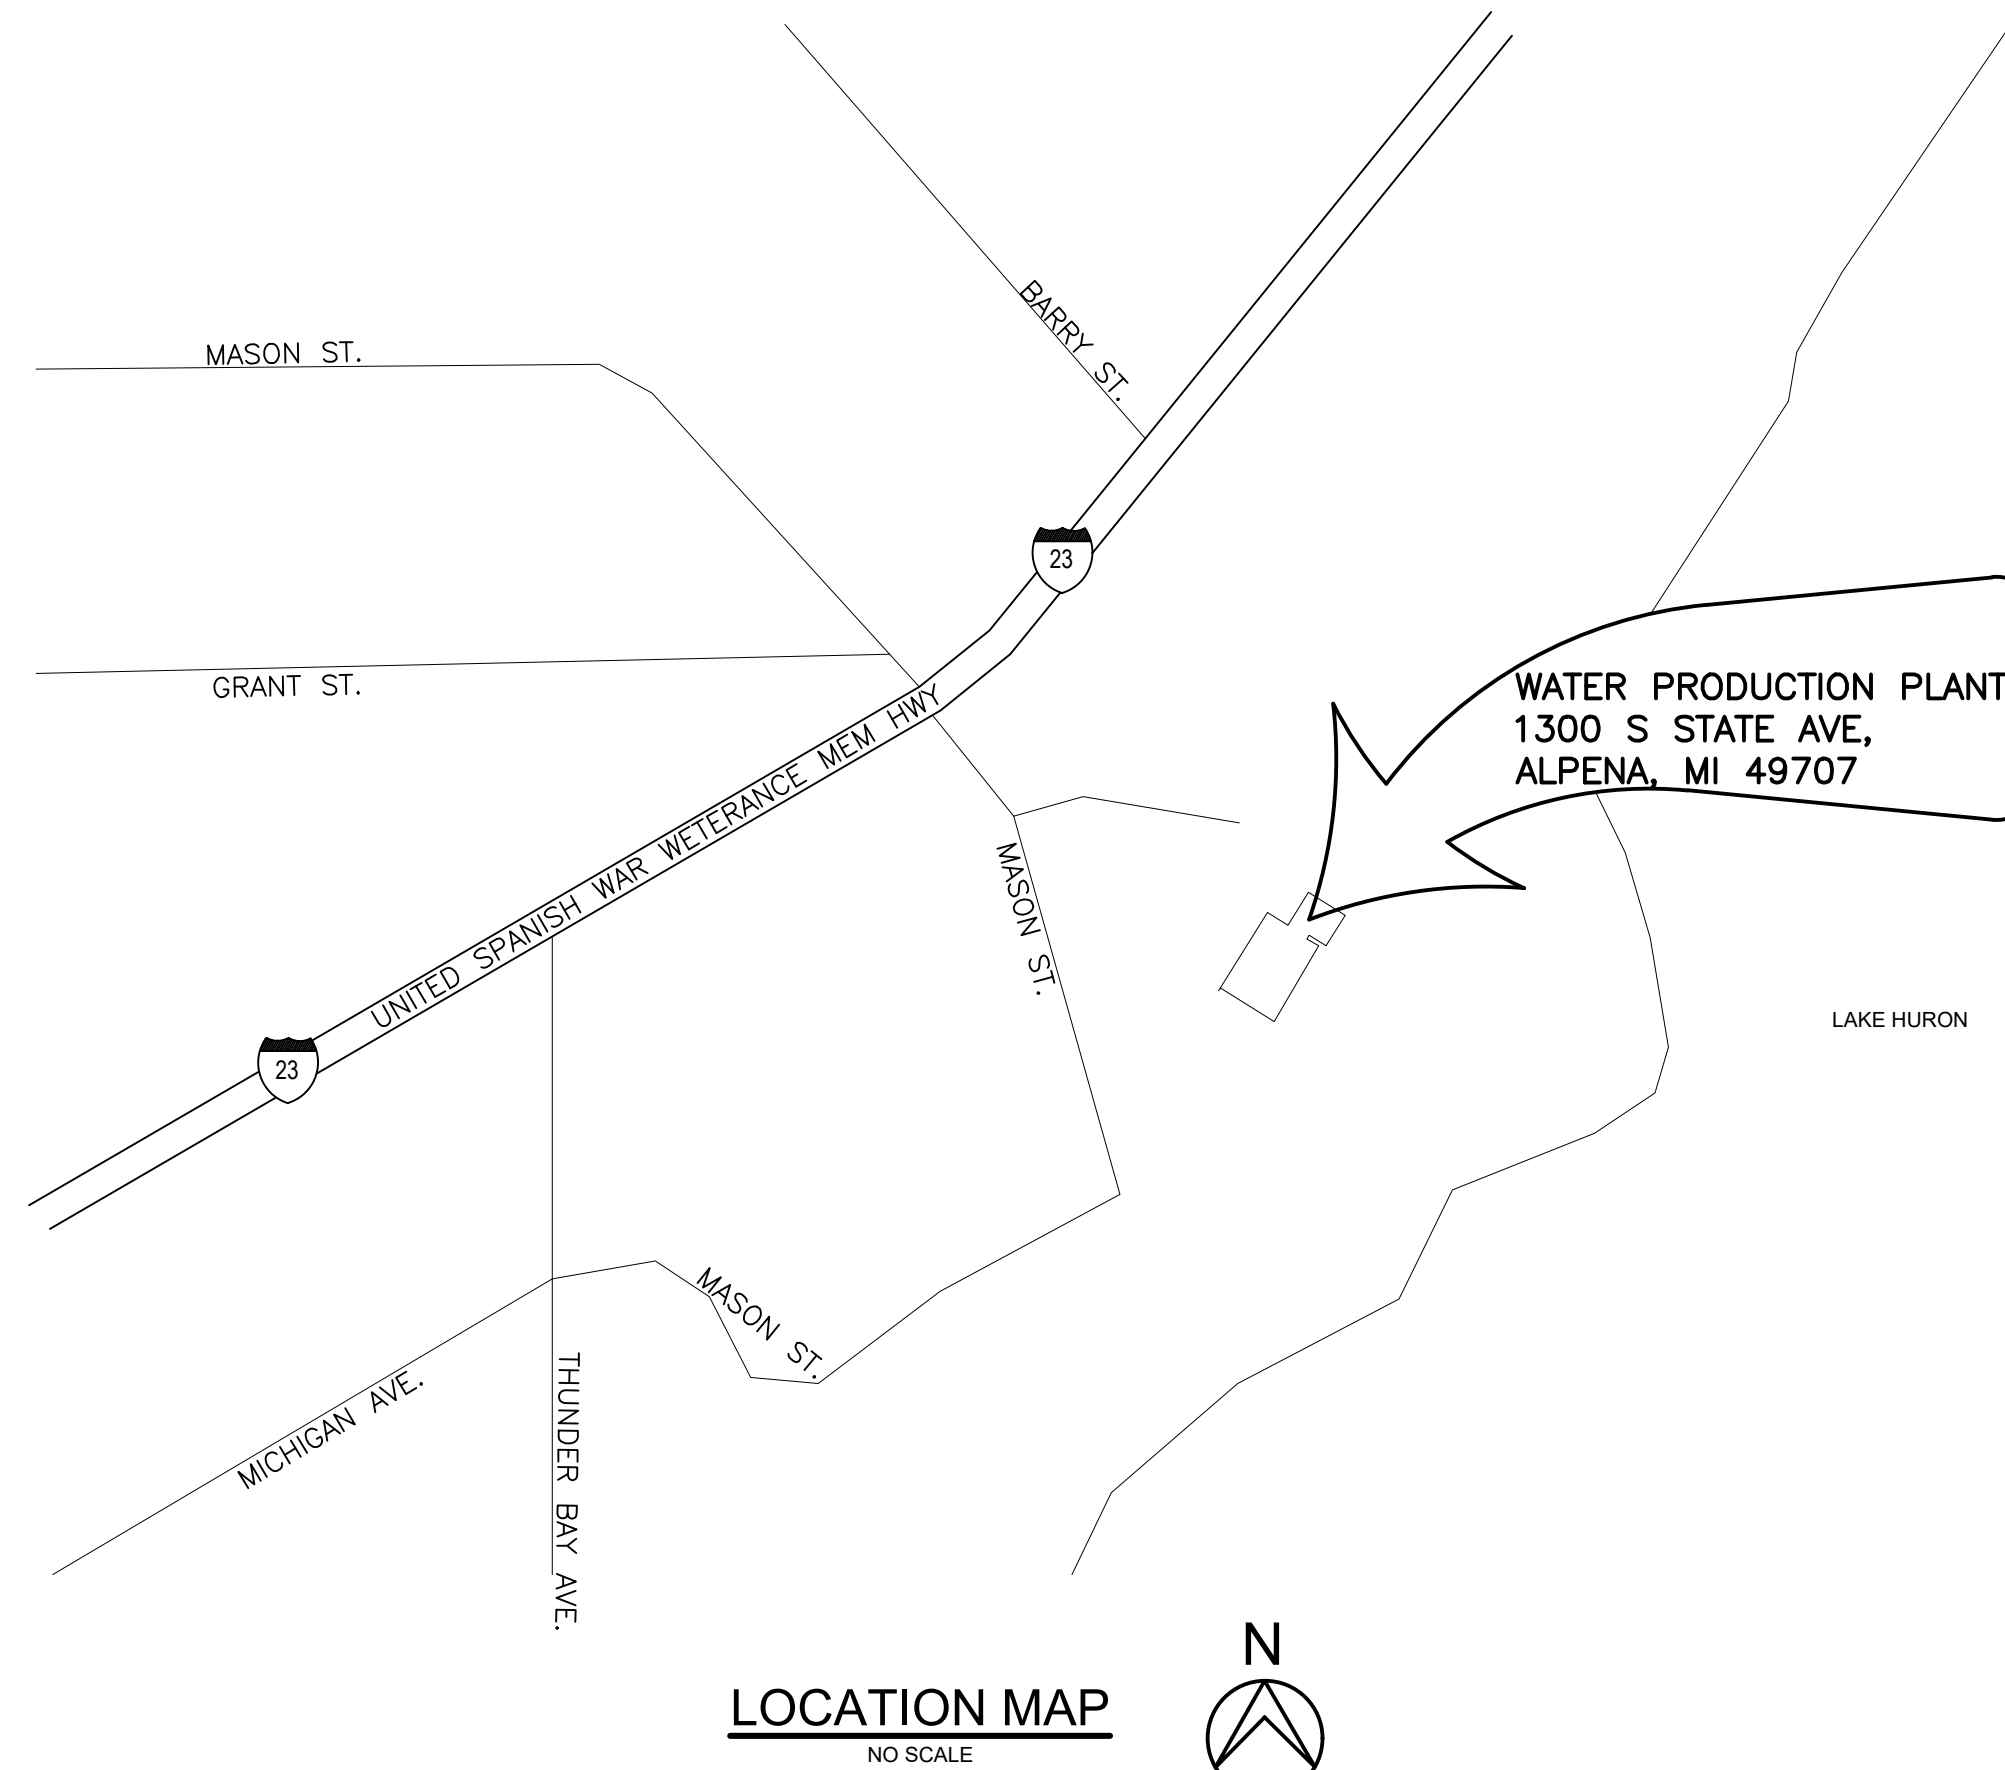 BARRY ST.
MASON ST.
23
GRANT ST.
WATER PRODUCTION PLANT
1300 S STATE AVE,
ALPENA, MI 49707
UNITED SPANISH WAR WETERANCE MEM HWY
MASON ST.
LAKE HURON
23
MASON ST.
MICHIGAN AVE.
THUNDER BAY AVE.
N
LOCATION MAP
NO SCALE